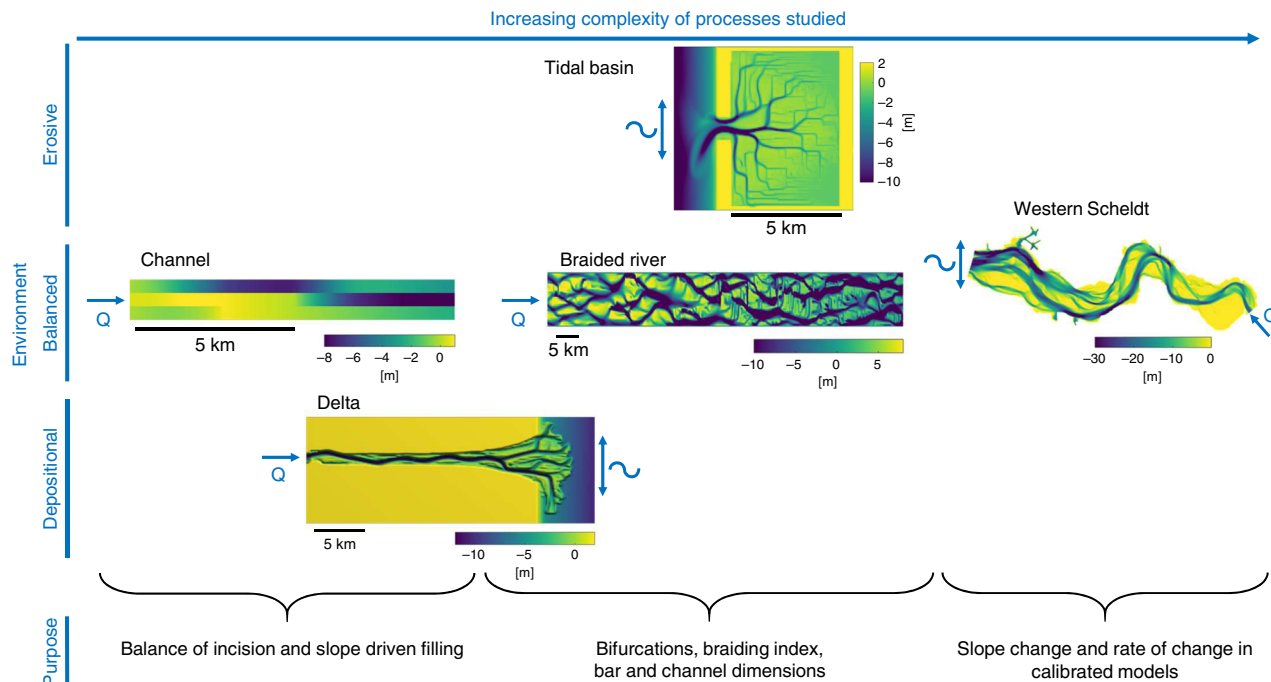 Increasing complexity of processes studied
Erosive
Tidal basin
2
0
−2
−4
−6
−8
−10
[m]
5 km
Environment
Balanced
Channel
Q
5 km
−8 −6 −4 −2 0
[m]
Braided river
Q
5 km
−10 −5 0 5
[m]
Western Scheldt
Q
−30 −20 −10 0
[m]
Depositional
Delta
Q
5 km
−10 −5 0
[m]
Purpose
Balance of incision and slope driven filling
Bifurcations, braiding index,
bar and channel dimensions
Slope change and rate of change in
calibrated models